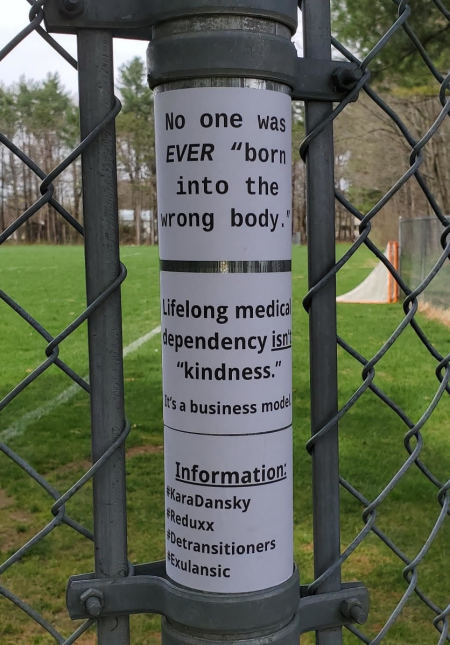 No one was
EVER “born
into the
wrong body.”
Lifelong medical
dependency isn't
“kindness.”
It's a business model.
Information:
#KaraDansky
#Reduxx
#Detransitioners
#Exulansic